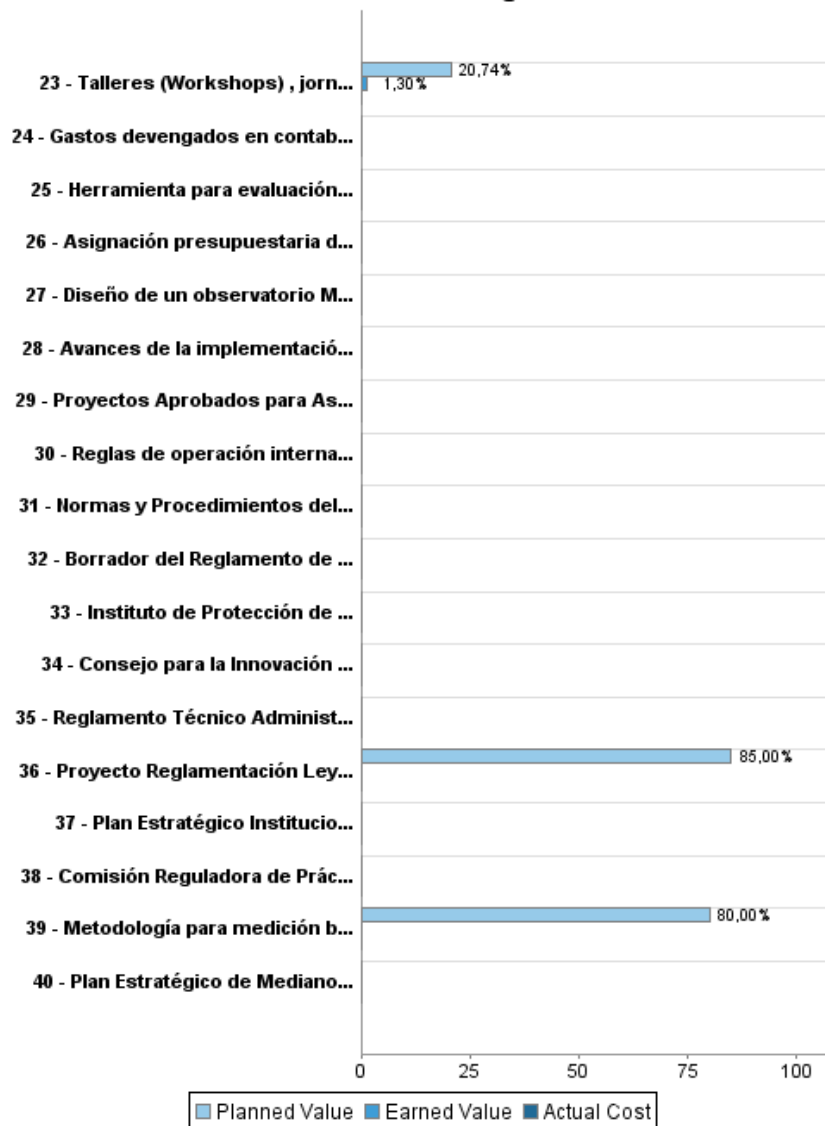 23 - Talleres (Workshops) , jorn...
20,74%
1,30%
24 - Gastos devengados en contab...
25 - Herramienta para evaluación...
26 - Asignación presupuestaria d...
27 - Diseño de un observatorio M...
28 - Avances de la implementació...
29 - Proyectos Aprobados para As...
30 - Reglas de operación interna...
31 - Normas y Procedimientos del...
32 - Borrador del Reglamento de ...
33 - Instituto de Protección de ...
34 - Consejo para la Innovación ...
35 - Reglamento Técnico Administ...
36 - Proyecto Reglamentación Ley...
85,00%
37 - Plan Estratégico Institucio...
38 - Comisión Reguladora de Prác...
39 - Metodología para medición b...
80,00%
40 - Plan Estratégico de Mediano...
0 25 50 75 100
Planned Value Earned Value Actual Cost